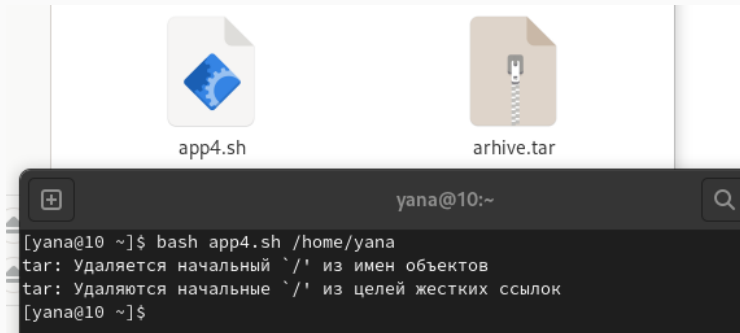 app4.sh
arhive.tar
yana@10:~
[yana@10 ~]$ bash app4.sh /home/yana
tar: Удаляется начальный `/' из имен объектов
tar: Удаляются начальные `/' из целей жестких ссылок
[yana@10 ~]$